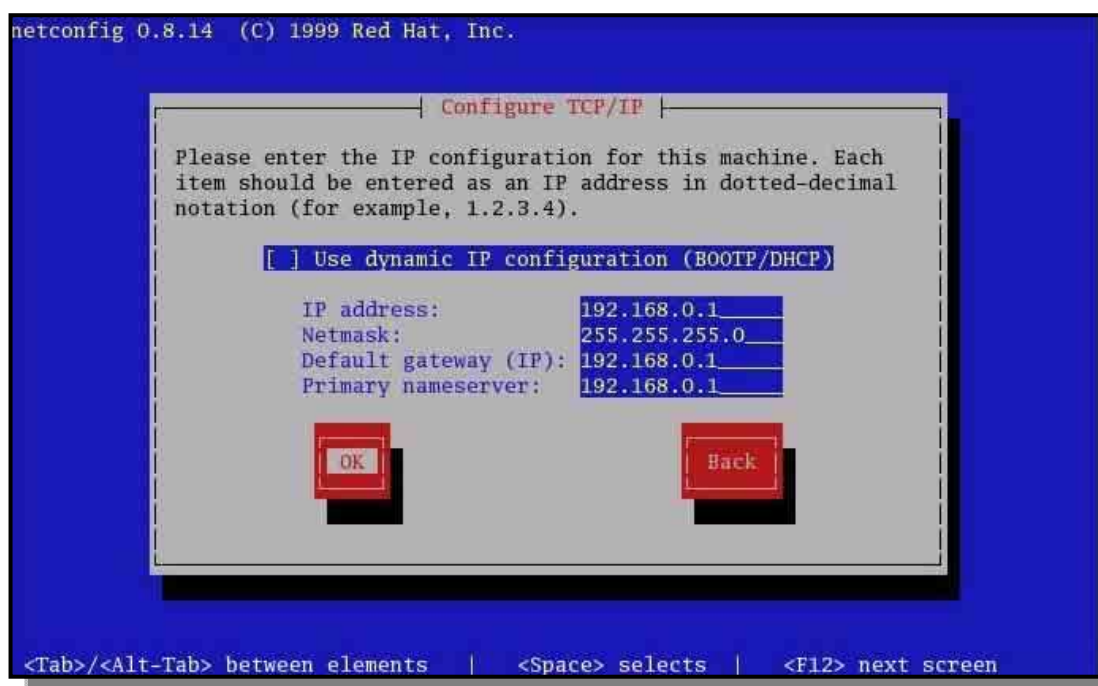 netconfig 0.8.14  (C) 1999 Red Hat, Inc.
Configure TCP/IP
Please enter the IP configuration for this machine. Each
item should be entered as an IP address in dotted-decimal
notation (for example, 1.2.3.4).
[ ] Use dynamic IP configuration (BOOTP/DHCP)
IP address: 192.168.0.1
Netmask: 255.255.255.0
Default gateway (IP): 192.168.0.1
Primary nameserver: 192.168.0.1
OK Back
<Tab>/<Alt-Tab> between elements | <Space> selects | <F12> next screen